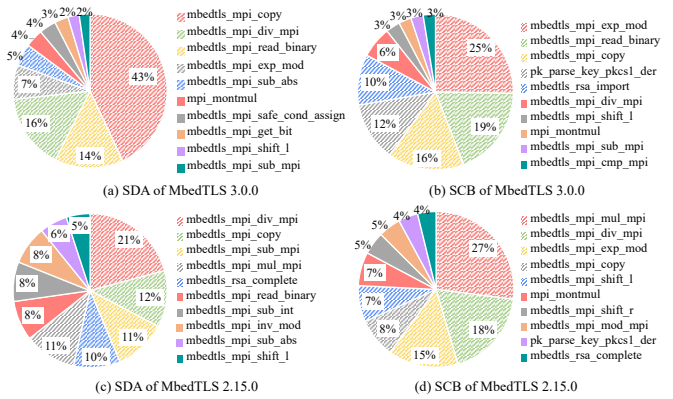 43%
14%
16%
7%
5%
4%
4%
3%
2%
2%
mbedtls_mpi_copy
mbedtls_mpi_div_mpi
mbedtls_mpi_read_binary
mbedtls_mpi_exp_mod
mbedtls_mpi_sub_abs
mpi_montmul
mbedtls_mpi_safe_cond_assign
mbedtls_mpi_get_bit
mbedtls_mpi_shift_l
mbedtls_mpi_sub_mpi
(a) SDA of MbedTLS 3.0.0
25%
19%
16%
12%
10%
6%
3%
3%
3%
3%
mbedtls_mpi_exp_mod
mbedtls_mpi_read_binary
mbedtls_mpi_copy
pk_parse_key_pkcs1_der
mbedtls_rsa_import
mbedtls_mpi_div_mpi
mbedtls_mpi_shift_l
mpi_montmul
mbedtls_mpi_sub_mpi
mbedtls_mpi_cmp_mpi
(b) SCB of MbedTLS 3.0.0
21%
12%
11%
10%
11%
8%
8%
8%
6%
5%
mbedtls_mpi_div_mpi
mbedtls_mpi_copy
mbedtls_mpi_sub_mpi
mbedtls_mpi_mul_mpi
mbedtls_rsa_complete
mbedtls_mpi_read_binary
mbedtls_mpi_sub_int
mbedtls_mpi_inv_mod
mbedtls_mpi_sub_abs
mbedtls_mpi_shift_l
(c) SDA of MbedTLS 2.15.0
27%
18%
15%
8%
7%
7%
5%
5%
4%
4%
mbedtls_mpi_mul_mpi
mbedtls_mpi_div_mpi
mbedtls_mpi_exp_mod
mbedtls_mpi_copy
mbedtls_mpi_shift_l
mpi_montmul
mbedtls_mpi_shift_r
mbedtls_mpi_mod_mpi
pk_parse_key_pkcs1_der
mbedtls_rsa_complete
(d) SCB of MbedTLS 2.15.0